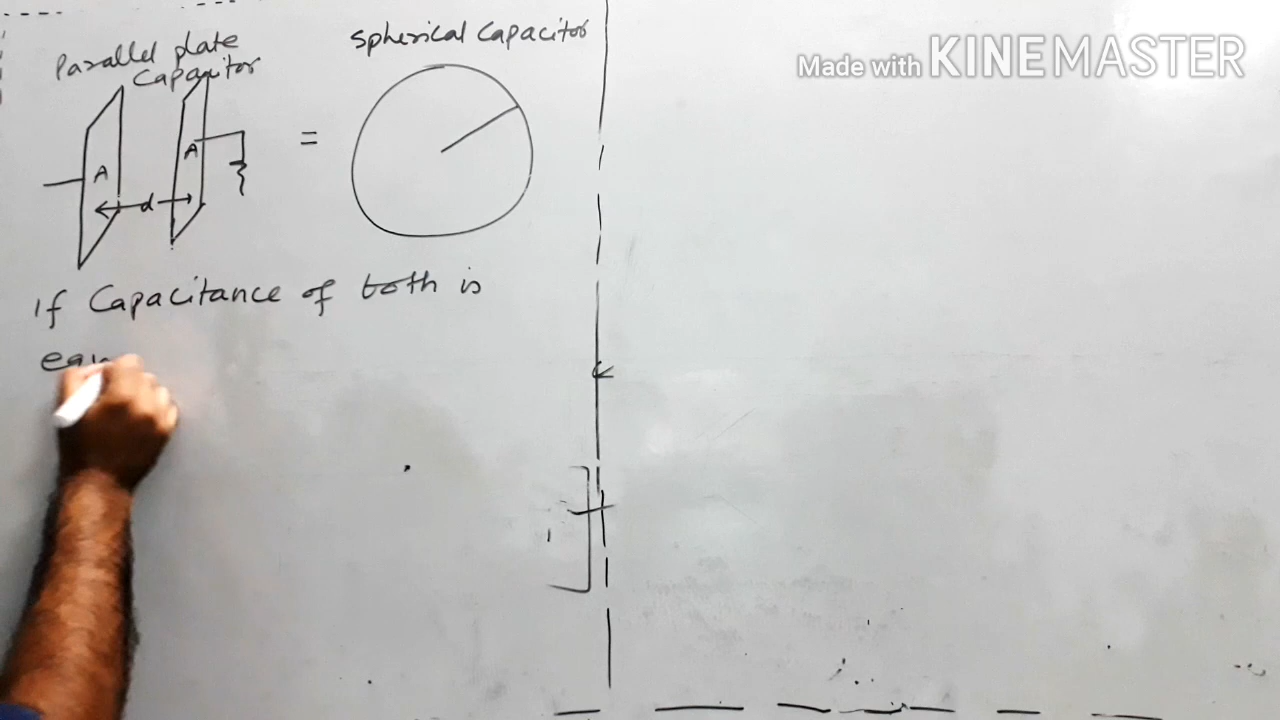 Parallel plate
Capacitor
Spherical Capacitor
Made with KINEMASTER
A
A
d
=
If Capacitance of both is